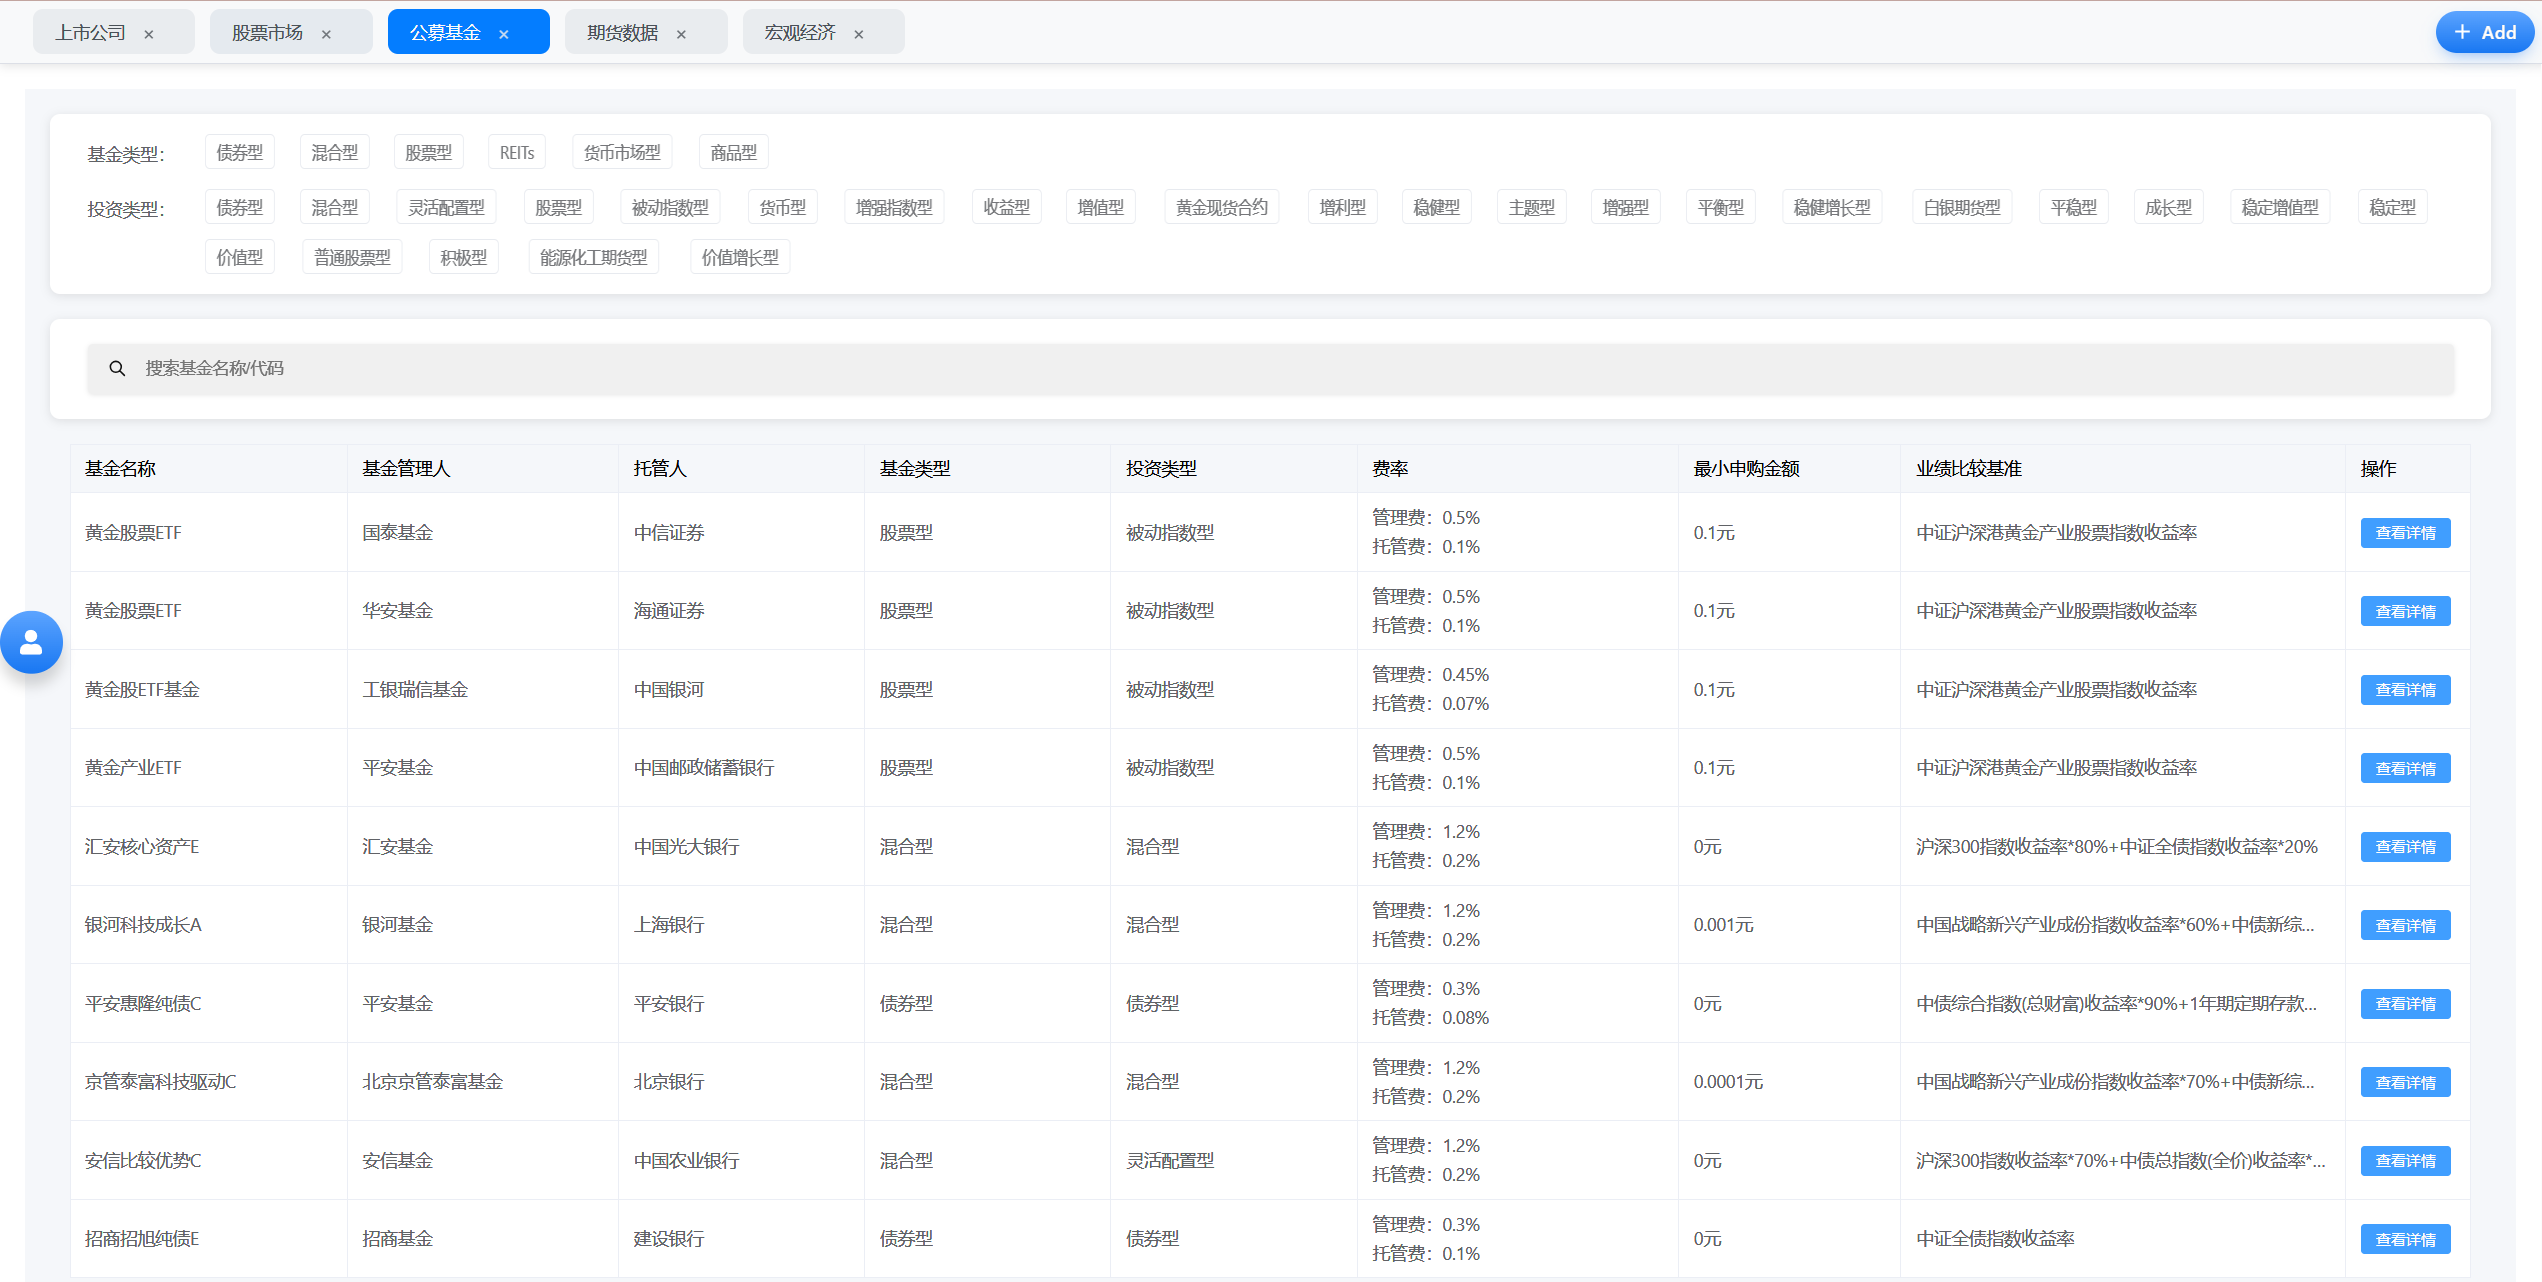 上市公司 × 股票市场 × 公募基金 × 期货数据 × 宏观经济 × + Add
基金类型： 债券型 混合型 股票型 REITs 货币市场型 商品型
投资类型： 债券型 混合型 灵活配置型 股票型 被动指数型 货币型 增强指数型 收益型 增值型 黄金现货合约 增利型 稳健型 主题型 增强型 平衡型 稳健增长型 白银期货型 平稳型 成长型 稳定增值型 稳定型
价值型 普通股票型 积极型 能源化工期货型 价值增长型
搜索基金名称/代码
基金名称 基金管理人 托管人 基金类型 投资类型 费率 最小申购金额 业绩比较基准 操作
黄金股票ETF 国泰基金 中信证券 股票型 被动指数型 管理费：0.5% 0.1元 中证沪深港黄金产业股票指数收益率 查看详情
托管费：0.1%
黄金股票ETF 华安基金 海通证券 股票型 被动指数型 管理费：0.5% 0.1元 中证沪深港黄金产业股票指数收益率 查看详情
托管费：0.1%
黄金股ETF基金 工银瑞信基金 中国银河 股票型 被动指数型 管理费：0.45% 0.1元 中证沪深港黄金产业股票指数收益率 查看详情
托管费：0.07%
黄金产业ETF 平安基金 中国邮政储蓄银行 股票型 被动指数型 管理费：0.5% 0.1元 中证沪深港黄金产业股票指数收益率 查看详情
托管费：0.1%
汇安核心资产E 汇安基金 中国光大银行 混合型 混合型 管理费：1.2% 0元 沪深300指数收益率*80%+中证全债指数收益率*20% 查看详情
托管费：0.2%
银河科技成长A 银河基金 上海银行 混合型 混合型 管理费：1.2% 0.001元 中国战略新兴产业成份指数收益率*60%+中债新综... 查看详情
托管费：0.2%
平安惠隆纯债C 平安基金 平安银行 债券型 债券型 管理费：0.3% 0元 中债综合指数(总财富)收益率*90%+1年期定期存款... 查看详情
托管费：0.08%
京管泰富科技驱动C 北京京管泰富基金 北京银行 混合型 混合型 管理费：1.2% 0.0001元 中国战略新兴产业成份指数收益率*70%+中债新综... 查看详情
托管费：0.2%
安信比较优势C 安信基金 中国农业银行 混合型 灵活配置型 管理费：1.2% 0元 沪深300指数收益率*70%+中债总指数(全价)收益率*... 查看详情
托管费：0.2%
招商招旭纯债E 招商基金 建设银行 债券型 债券型 管理费：0.3% 0元 中证全债指数收益率 查看详情
托管费：0.1%